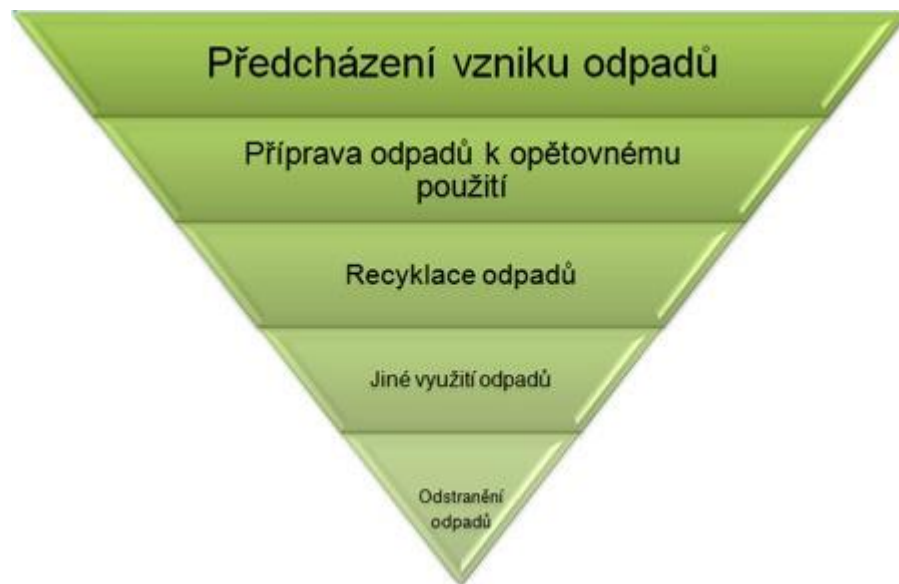 Předcházení vzniku odpadů
Příprava odpadů k opětovnému
použití
Recyklace odpadů
Jiné využití odpadů
Odstranění
odpadů